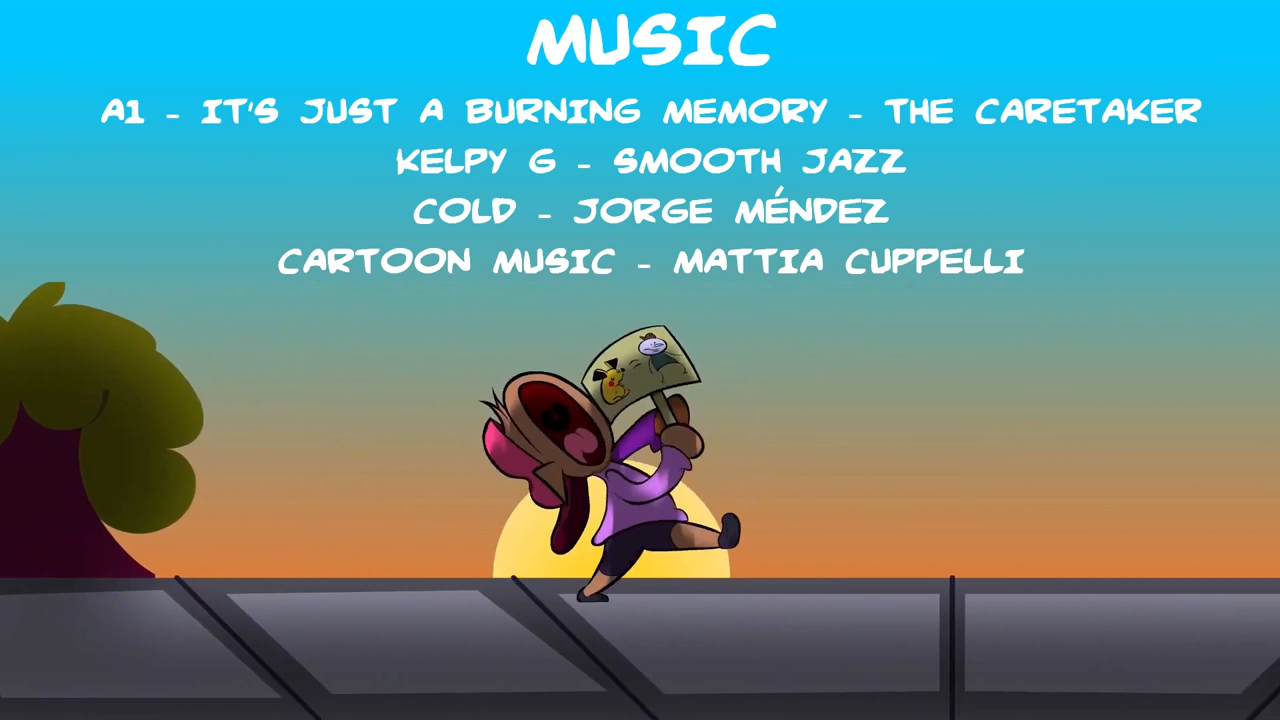 MUSIC
A1 - IT'S JUST A BURNING MEMORY - THE CARETAKER
KELPY G - SMOOTH JAZZ
COLD - JORGE MÉNDEZ
CARTOON MUSIC - MATTIA CUPPELLI